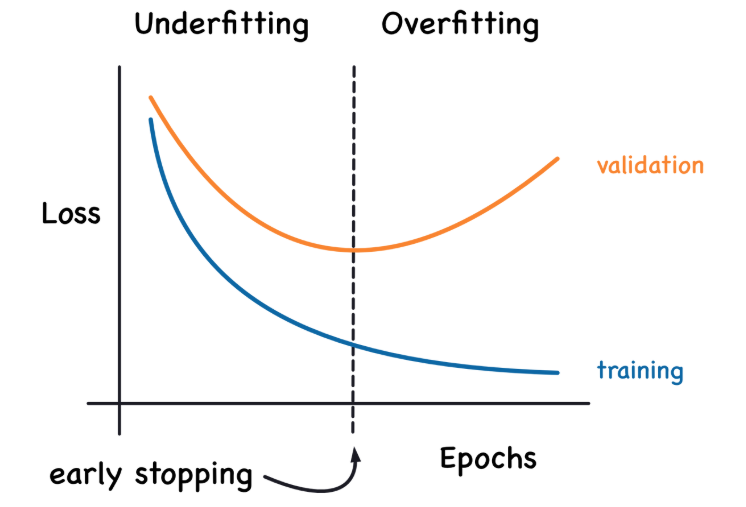 Underfitting
Overfitting
validation
Loss
training
Epochs
early stopping